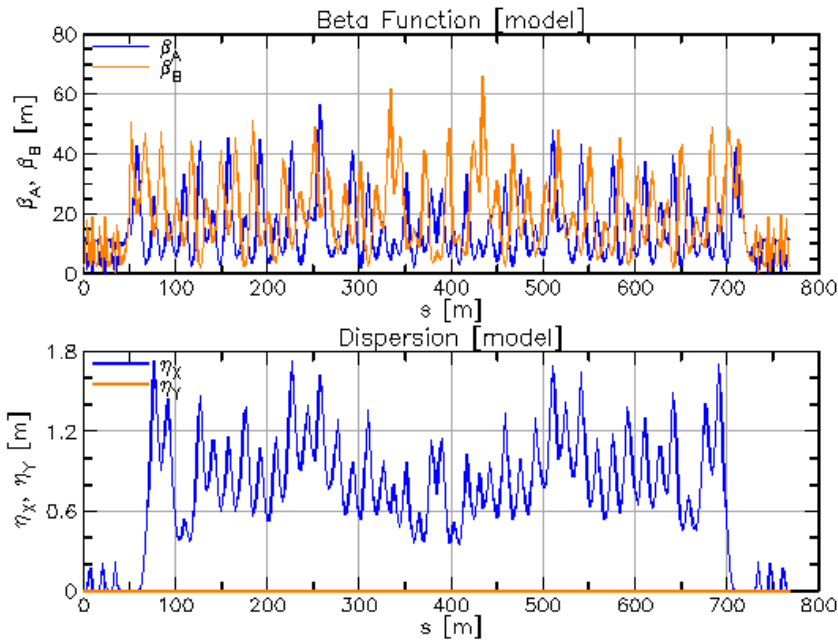 Beta Function [model]
80
60
40
20
0
β_A, β_B [m]
β_A
β_B
0 100 200 300 400 500 600 700 800
s [m]
Dispersion [model]
1.8
1.2
0.6
0
η_X, η_Y [m]
η_X
η_Y
0 100 200 300 400 500 600 700 800
s [m]